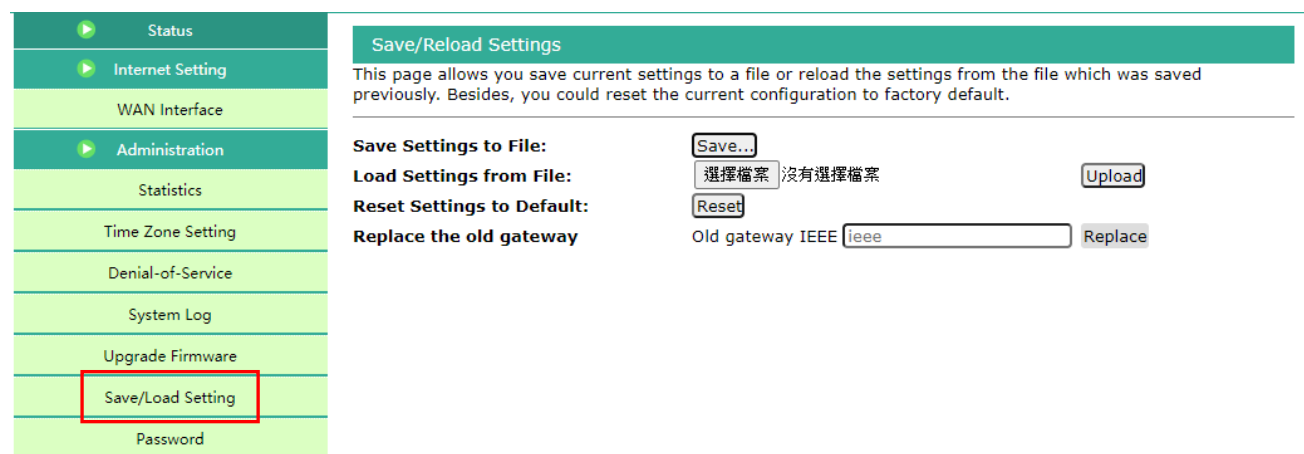 Status
Internet Setting
WAN Interface
Administration
Statistics
Time Zone Setting
Denial-of-Service
System Log
Upgrade Firmware
Save/Load Setting
Password
Save/Reload Settings
This page allows you save current settings to a file or reload the settings from the file which was saved
previously. Besides, you could reset the current configuration to factory default.
Save Settings to File: Save...
Load Settings from File: 選擇檔案 沒有選擇檔案 Upload
Reset Settings to Default: Reset
Replace the old gateway Old gateway IEEE ieee Replace